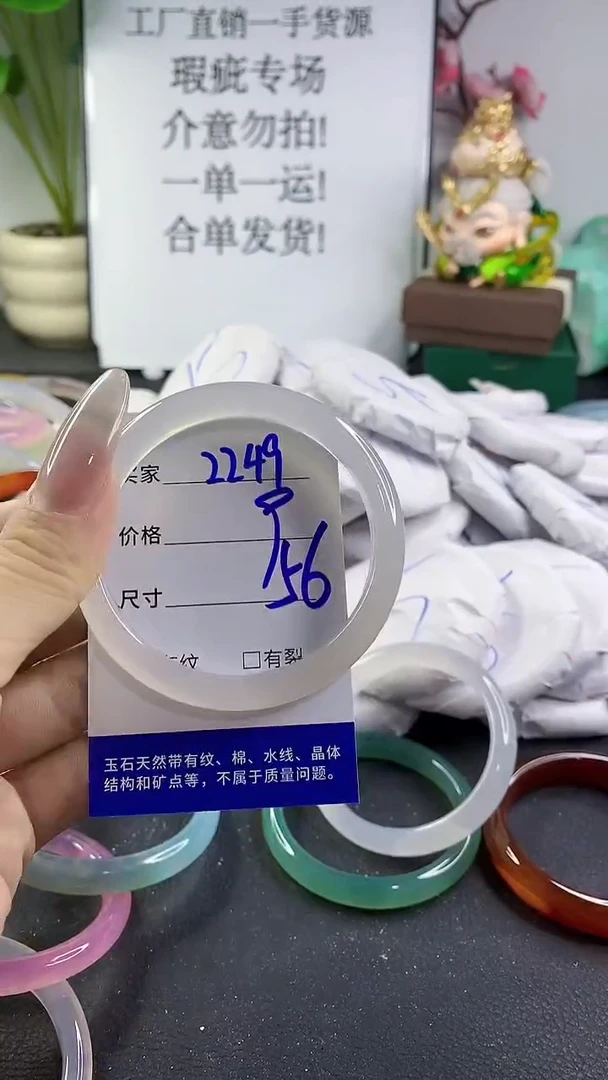 工厂直销一手货源
瑕疵专场
介意勿拍!
一单一运!
合单发货!
买家 2249
价格
尺寸 56
有纹 □有裂
玉石天然带有纹、棉、水线、晶体
结构和矿点等，不属于质量问题。